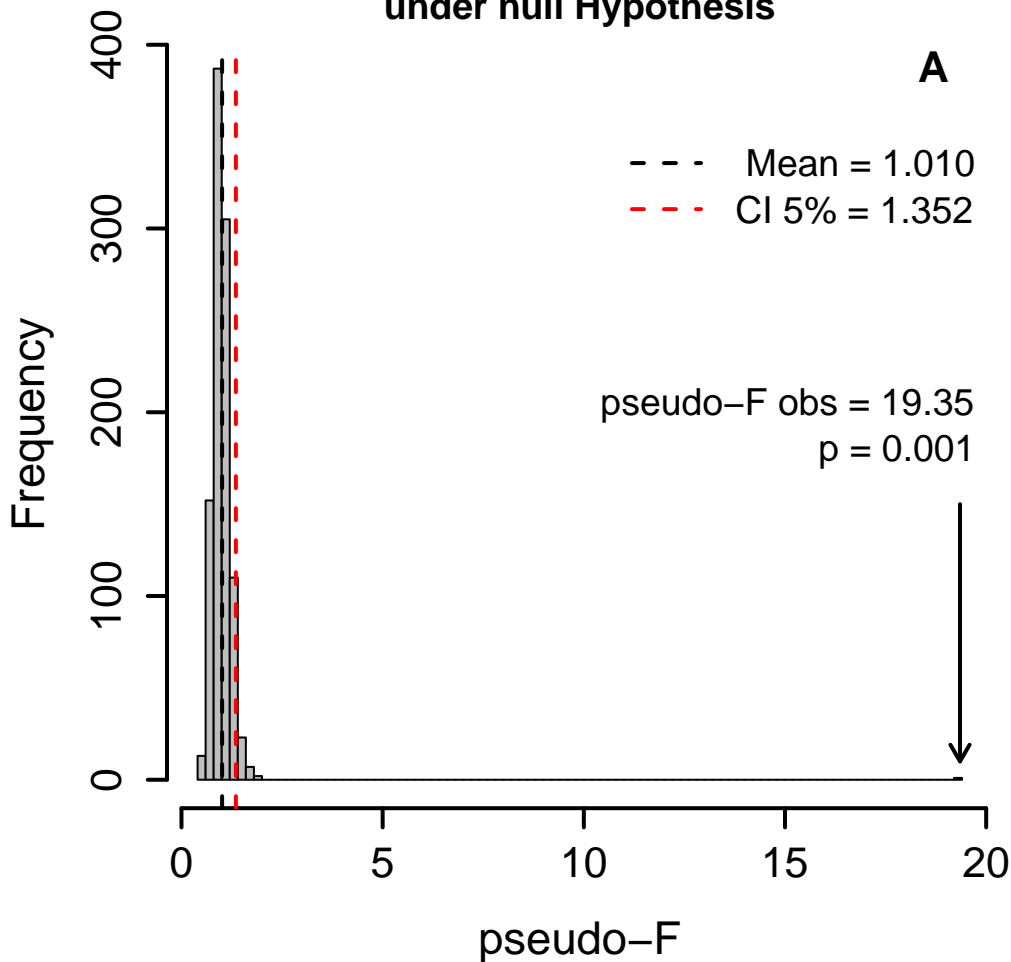 under null Hypothesis
A
Mean = 1.010
CI 5% = 1.352
pseudo−F obs = 19.35
p = 0.001
Frequency
400
300
200
100
0
0 5 10 15 20
pseudo−F